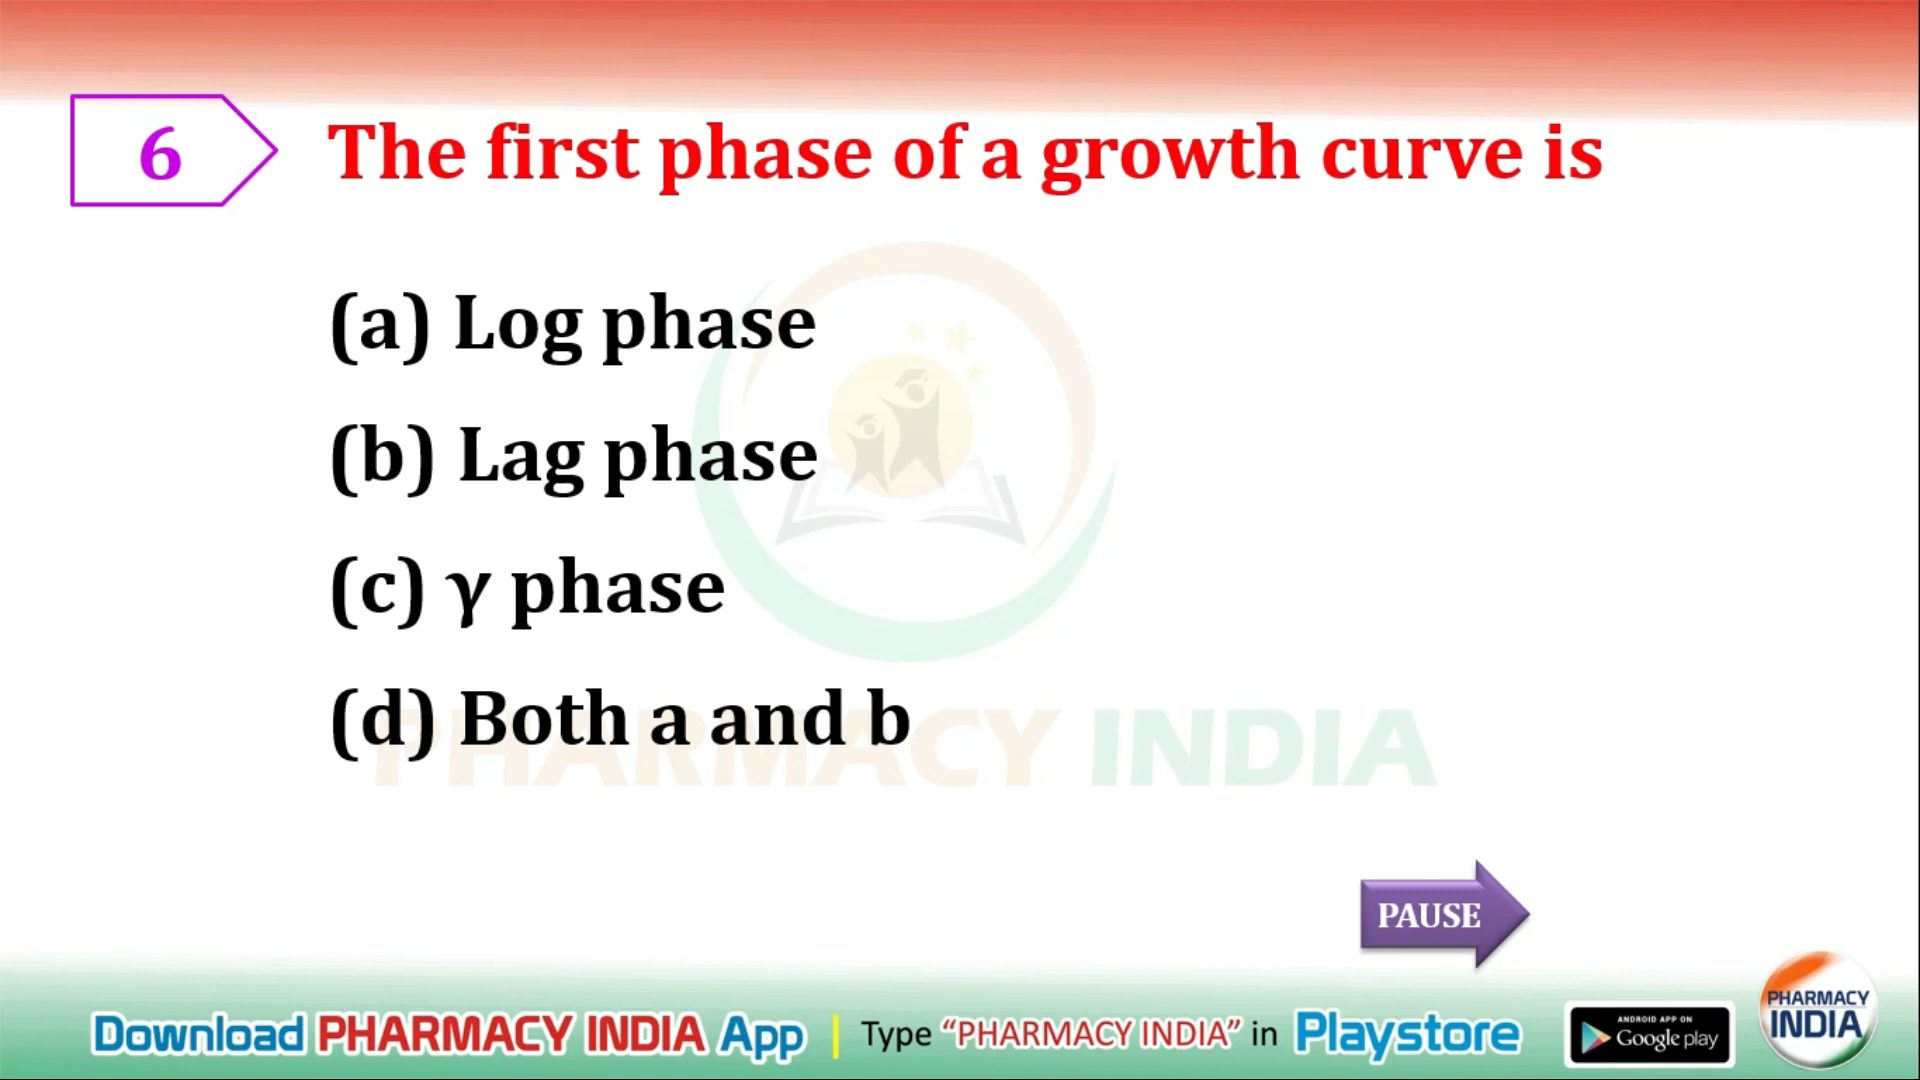 6
The first phase of a growth curve is
(a) Log phase
(b) Lag phase
(c) γ phase
(d) Both a and b
PHARMACY INDIA
PAUSE
Download PHARMACY INDIA App | Type “PHARMACY INDIA” in Playstore
ANDROID APP ON
Google play
PHARMACY
INDIA